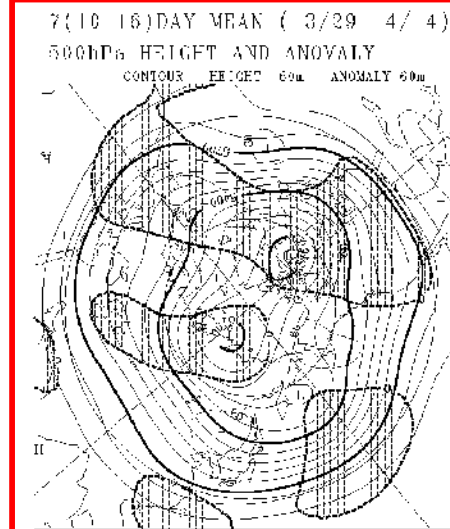 7(10 16)DAY MEAN ( 3/29 4/ 4)
500hPa HEIGHT AND ANOMALY
CONTOUR HEIGHT 60m ANOMALY 60m
H